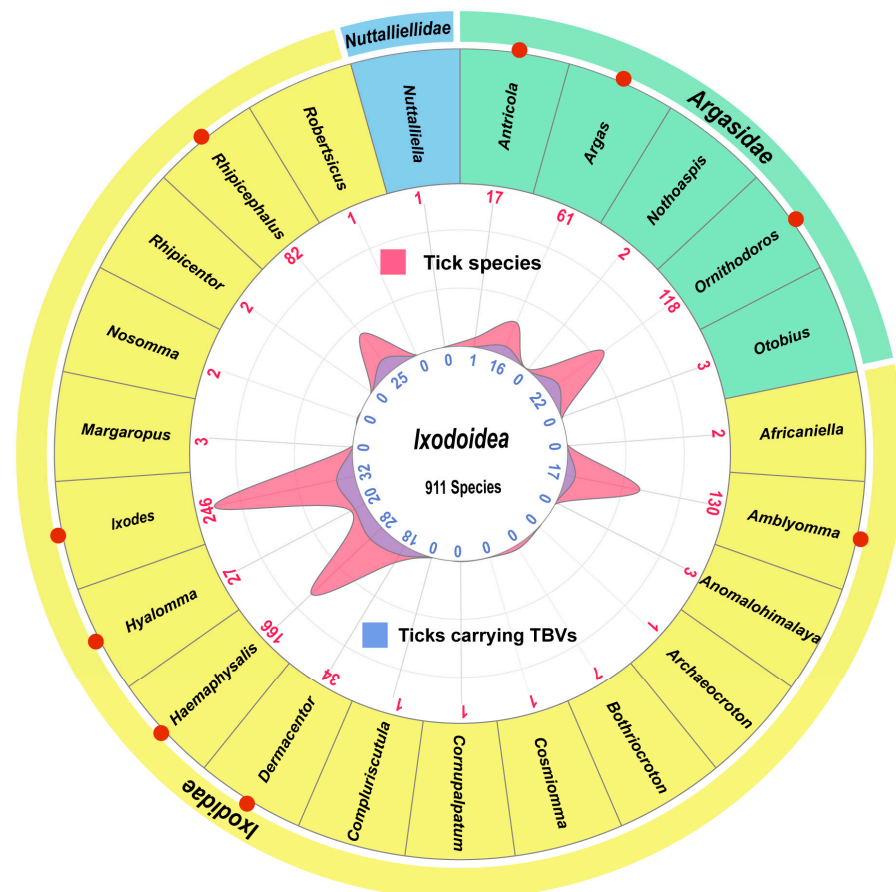 Nuttalliellidae
Argasidae
Ixodidae
Nuttalliella
Antricola
Argas
Nothoaspis
Ornithodoros
Otobius
Africaniella
Amblyomma
Anomalohimalaya
Archaeocroton
Bothriocroton
Cosmiomma
Cornupalpatum
Compluriscutula
Dermacentor
Haemaphysalis
Hyalomma
Ixodes
Margaropus
Nosomma
Rhipicentor
Rhipicephalus
Robertsicus
1
17
61
2
118
3
2
130
3
1
7
1
1
1
34
166
27
246
3
2
2
82
1
Tick species
0
1
16
0
22
0
0
17
0
0
0
0
0
0
18
28
20
32
0
0
0
25
0
Ixodoidea
911 Species
Ticks carrying TBVs